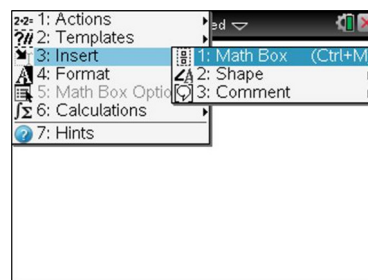 1: Actions
2: Templates
3: Insert
4: Format
5: Math Box Optio
6: Calculations
7: Hints
ed
1: Math Box (Ctrl+M
2: Shape
3: Comment